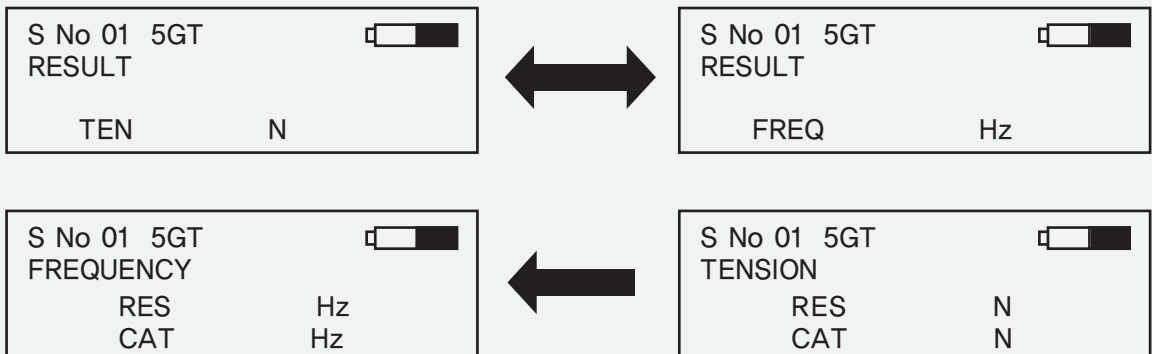 S No 01 5GT
RESULT
TEN N
S No 01 5GT
RESULT
FREQ Hz
S No 01 5GT
FREQUENCY
RES Hz
CAT Hz
S No 01 5GT
TENSION
RES N
CAT N